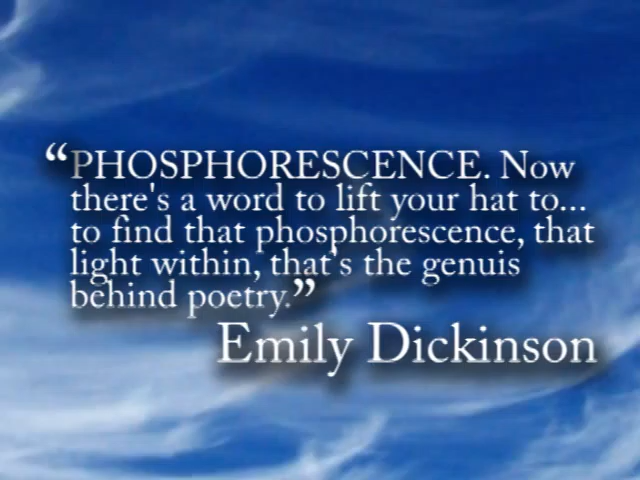 “PHOSPHORESCENCE. Now
there's a word to lift your hat to...
to find that phosphorescence, that
light within, that's the genuis
behind poetry.”
Emily Dickinson